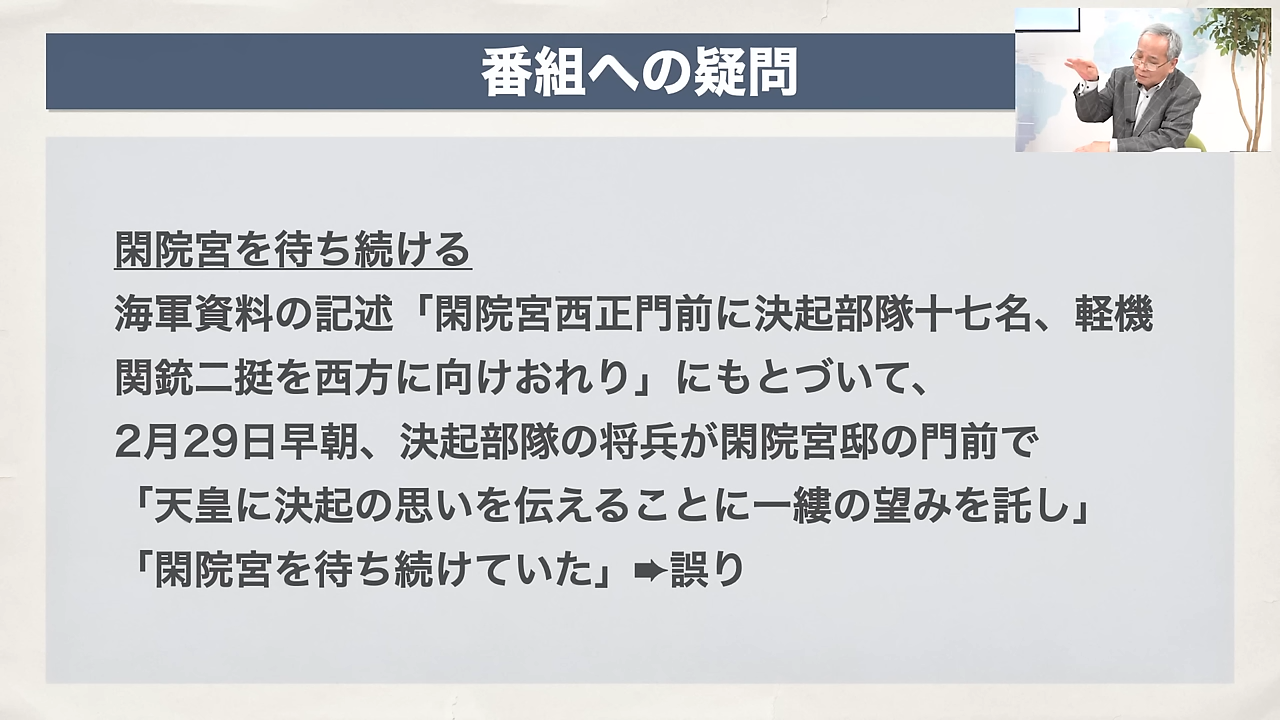 番組への疑問
閑院宮を待ち続ける
海軍資料の記述「閑院宮西正門前に決起部隊十七名、軽機
関銃二挺を西方に向けおれり」にもとづいて、
2月29日早朝、決起部隊の将兵が閑院宮邸の門前で
「天皇に決起の思いを伝えることに一縷の望みを託し」
「閑院宮を待ち続けていた」➡誤り